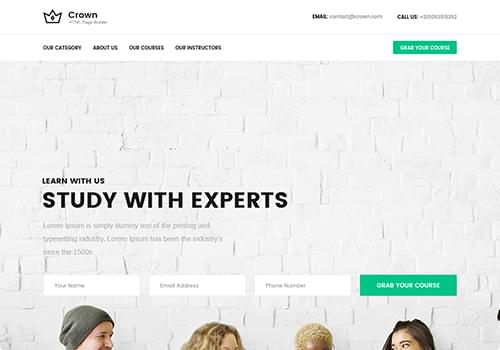 Crown
HTML Page Builder
EMAIL: contact@crown.com
CALL US: +201093515252
OUR CATEGORY
ABOUT US
OUR COURSES
OUR INSTRUCTORS
GRAB YOUR COURSE
LEARN WITH US
STUDY WITH EXPERTS
Lorem Ipsum is simply dummy text of the printing and
typesetting industry. Lorem Ipsum has been the industry's
since the 1500s
Your Name
Email Address
Phone Number
GRAB YOUR COURSE